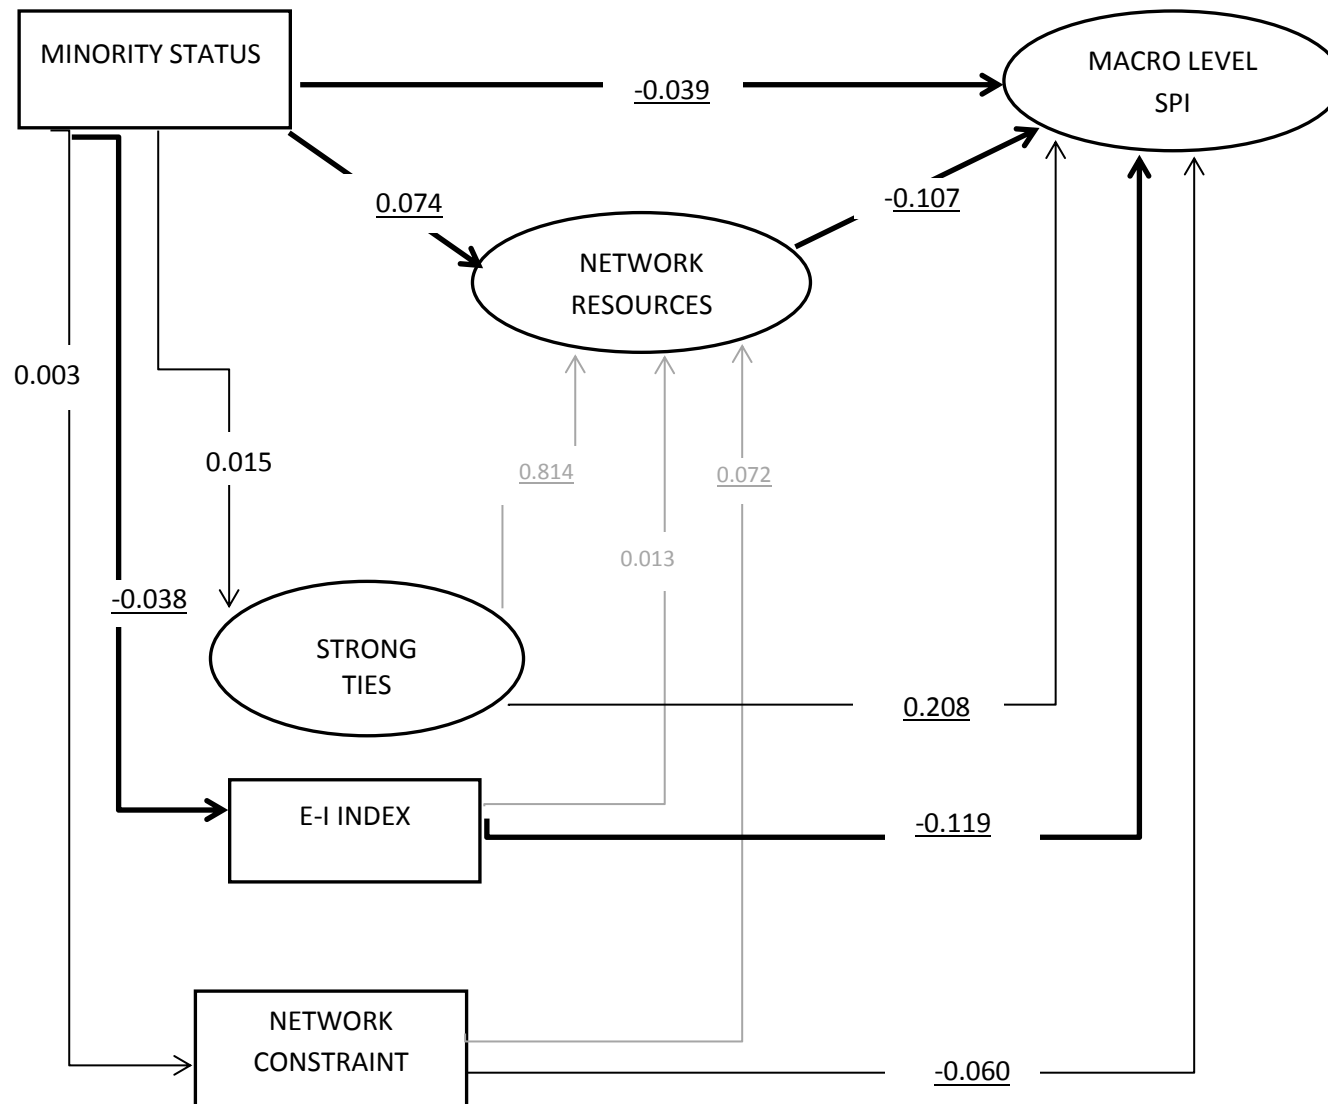 MINORITY STATUS
MACRO LEVEL
SPI
-0.039
0.074
-0.107
NETWORK
RESOURCES
0.003
0.015
0.814
0.072
0.013
-0.038
STRONG
TIES
0.208
E-I INDEX
-0.119
NETWORK
CONSTRAINT
-0.060